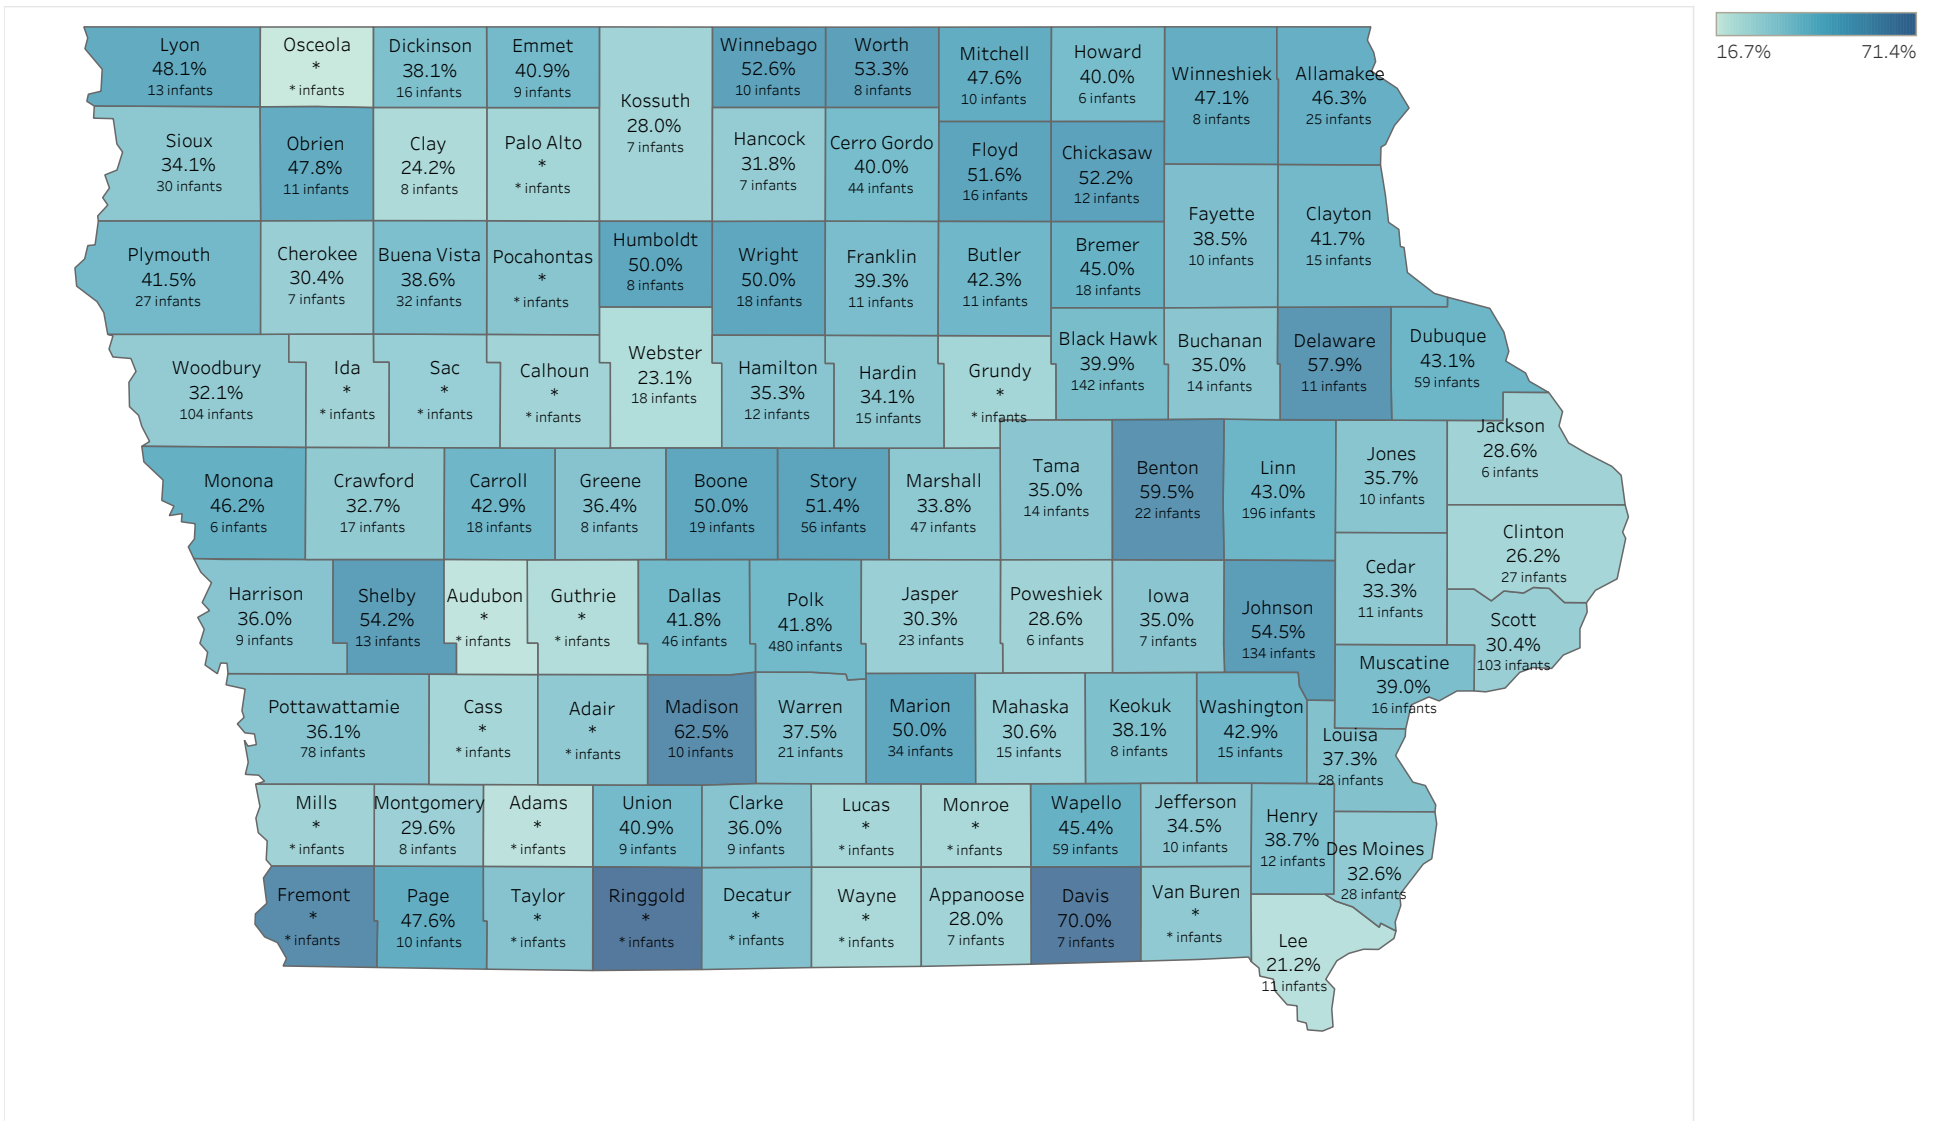 16.7% 71.4%
Lyon
48.1%
13 infants
Osceola
*
* infants
Dickinson
38.1%
16 infants
Emmet
40.9%
9 infants
Kossuth
28.0%
7 infants
Winnebago
52.6%
10 infants
Worth
53.3%
8 infants
Mitchell
47.6%
10 infants
Howard
40.0%
6 infants
Winneshiek
47.1%
8 infants
Allamakee
46.3%
25 infants
Sioux
34.1%
30 infants
Obrien
47.8%
11 infants
Clay
24.2%
8 infants
Palo Alto
*
* infants
Hancock
31.8%
7 infants
Cerro Gordo
40.0%
44 infants
Floyd
51.6%
16 infants
Chickasaw
52.2%
12 infants
Fayette
38.5%
10 infants
Clayton
41.7%
15 infants
Plymouth
41.5%
27 infants
Cherokee
30.4%
7 infants
Buena Vista
38.6%
32 infants
Pocahontas
*
* infants
Humboldt
50.0%
8 infants
Wright
50.0%
18 infants
Franklin
39.3%
11 infants
Butler
42.3%
11 infants
Bremer
45.0%
18 infants
Woodbury
32.1%
104 infants
Ida
*
* infants
Sac
*
* infants
Calhoun
*
* infants
Webster
23.1%
18 infants
Hamilton
35.3%
12 infants
Hardin
34.1%
15 infants
Grundy
*
* infants
Black Hawk
39.9%
142 infants
Buchanan
35.0%
14 infants
Delaware
57.9%
11 infants
Dubuque
43.1%
59 infants
Monona
46.2%
6 infants
Crawford
32.7%
17 infants
Carroll
42.9%
18 infants
Greene
36.4%
8 infants
Boone
50.0%
19 infants
Story
51.4%
56 infants
Marshall
33.8%
47 infants
Tama
35.0%
14 infants
Benton
59.5%
22 infants
Linn
43.0%
196 infants
Jones
35.7%
10 infants
Jackson
28.6%
6 infants
Clinton
26.2%
27 infants
Harrison
36.0%
9 infants
Shelby
54.2%
13 infants
Audubon
*
* infants
Guthrie
*
* infants
Dallas
41.8%
46 infants
Polk
41.8%
480 infants
Jasper
30.3%
23 infants
Poweshiek
28.6%
6 infants
Iowa
35.0%
7 infants
Johnson
54.5%
134 infants
Cedar
33.3%
11 infants
Scott
30.4%
103 infants
Muscatine
39.0%
16 infants
Pottawattamie
36.1%
78 infants
Cass
*
* infants
Adair
*
* infants
Madison
62.5%
10 infants
Warren
37.5%
21 infants
Marion
50.0%
34 infants
Mahaska
30.6%
15 infants
Keokuk
38.1%
8 infants
Washington
42.9%
15 infants
Louisa
37.3%
28 infants
Mills
*
* infants
Montgomery
29.6%
8 infants
Adams
*
* infants
Union
40.9%
9 infants
Clarke
36.0%
9 infants
Lucas
*
* infants
Monroe
*
* infants
Wapello
45.4%
59 infants
Jefferson
34.5%
10 infants
Henry
38.7%
12 infants
Des Moines
32.6%
28 infants
Fremont
*
* infants
Page
47.6%
10 infants
Taylor
*
* infants
Ringgold
*
* infants
Decatur
*
* infants
Wayne
*
* infants
Appanoose
28.0%
7 infants
Davis
70.0%
7 infants
Van Buren
*
* infants
Lee
21.2%
11 infants